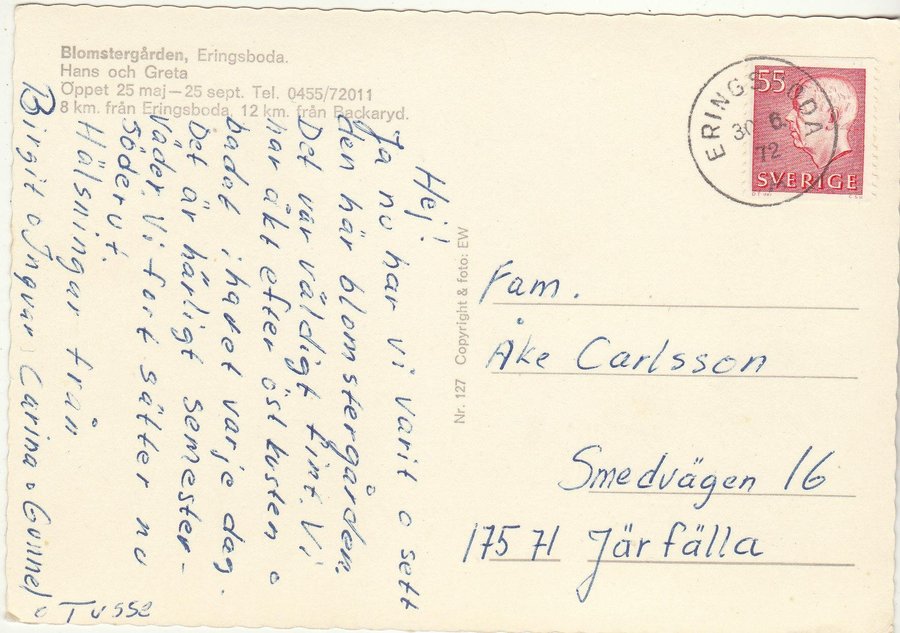 Blomstergården, Eringsboda.
Hans och Greta
Öppet 25 maj—25 sept. Tel. 0455/72011
8 km. från Eringsboda, 12 km. från Backaryd.
Hej!
Ja nu har vi varit o sett
den här blomstergården.
Det var väldigt fint. Vi
har åkt efter östkusten o
badat i havet varje dag.
Det är härligt semester-
väder. Vi fort sätter nu
söderut.
Hälsningar från
Birgit o Ingvar, Carina o Gunnel
o Tusse
Nr. 127 Copyright & foto: EW
55
SVERIGE
ERINGSBODA
30 6.
72
Fam.
Åke Carlsson
Smedvägen 16
175 71 Järfälla